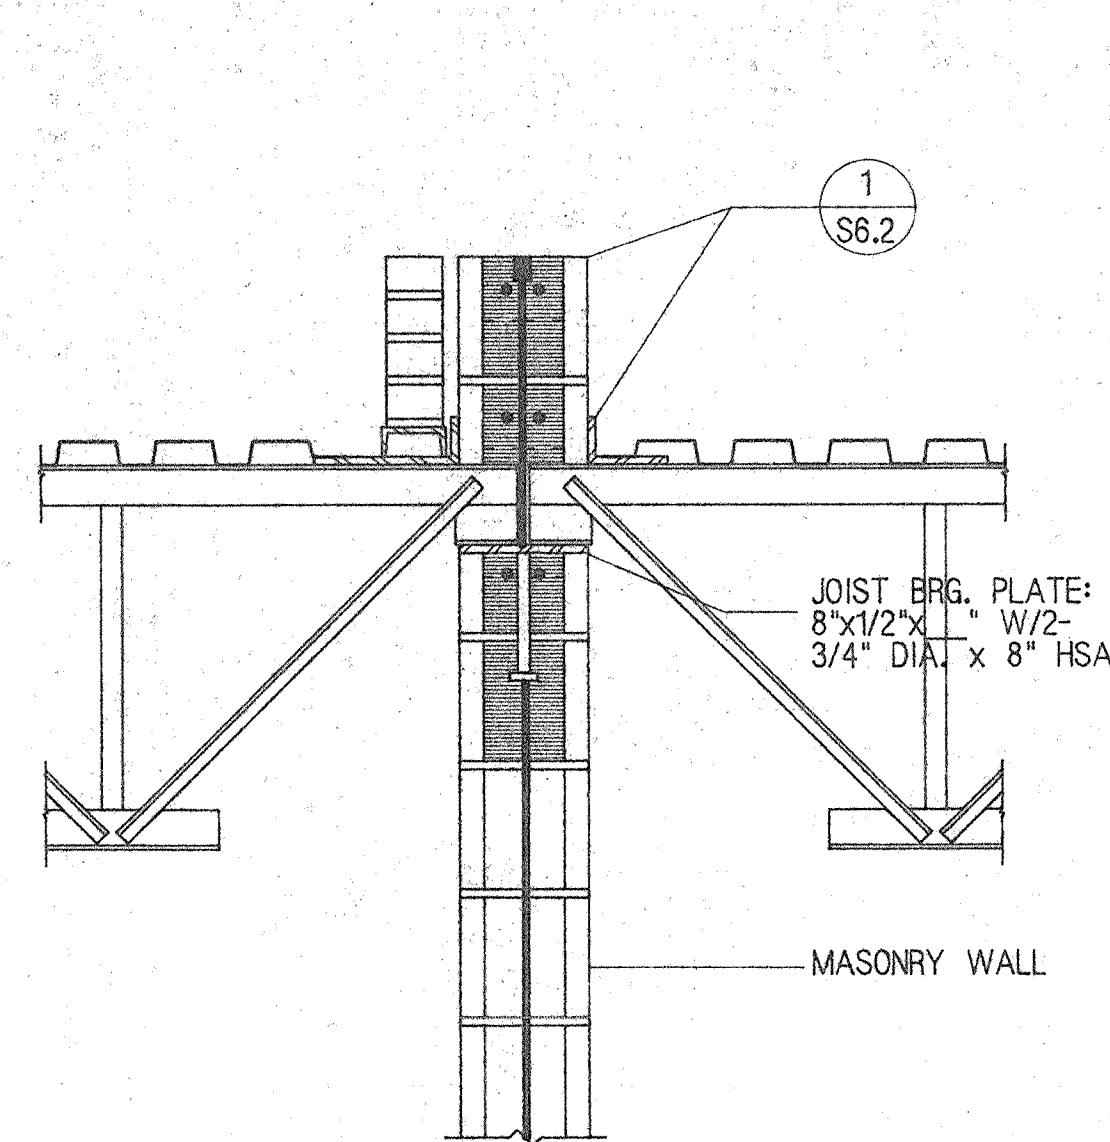 1
S6.2
JOIST BRG. PLATE:
8"x1/2"x__" W/2-
3/4" DIA. x 8" HSA
MASONRY WALL